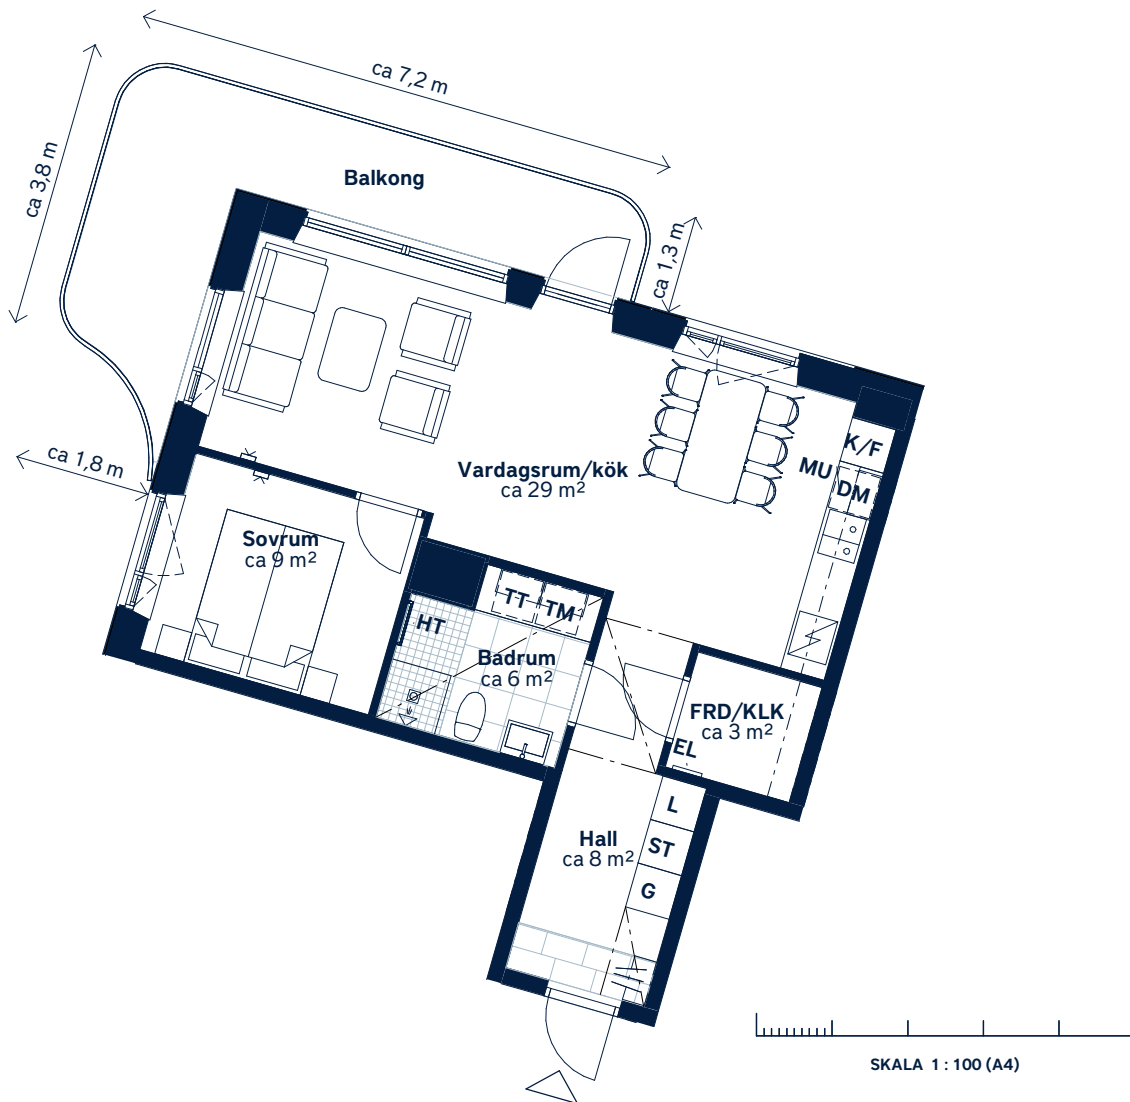 ca 7,2 m
ca 3,8 m
Balkong
ca 1,3 m
ca 1,8 m
K/F
MU
DM
Vardagsrum/kök
ca 29 m²
Sovrum
ca 9 m²
TT
TM
HT
Badrum
ca 6 m²
FRD/KLK
ca 3 m²
EL
L
Hall
ca 8 m²
ST
G
SKALA 1 : 100 (A4)